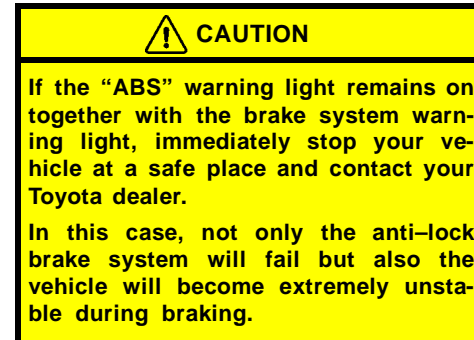 CAUTION
If the “ABS” warning light remains on
together with the brake system warn-
ing light, immediately stop your ve-
hicle at a safe place and contact your
Toyota dealer.
In this case, not only the anti–lock
brake system will fail but also the
vehicle will become extremely unsta-
ble during braking.